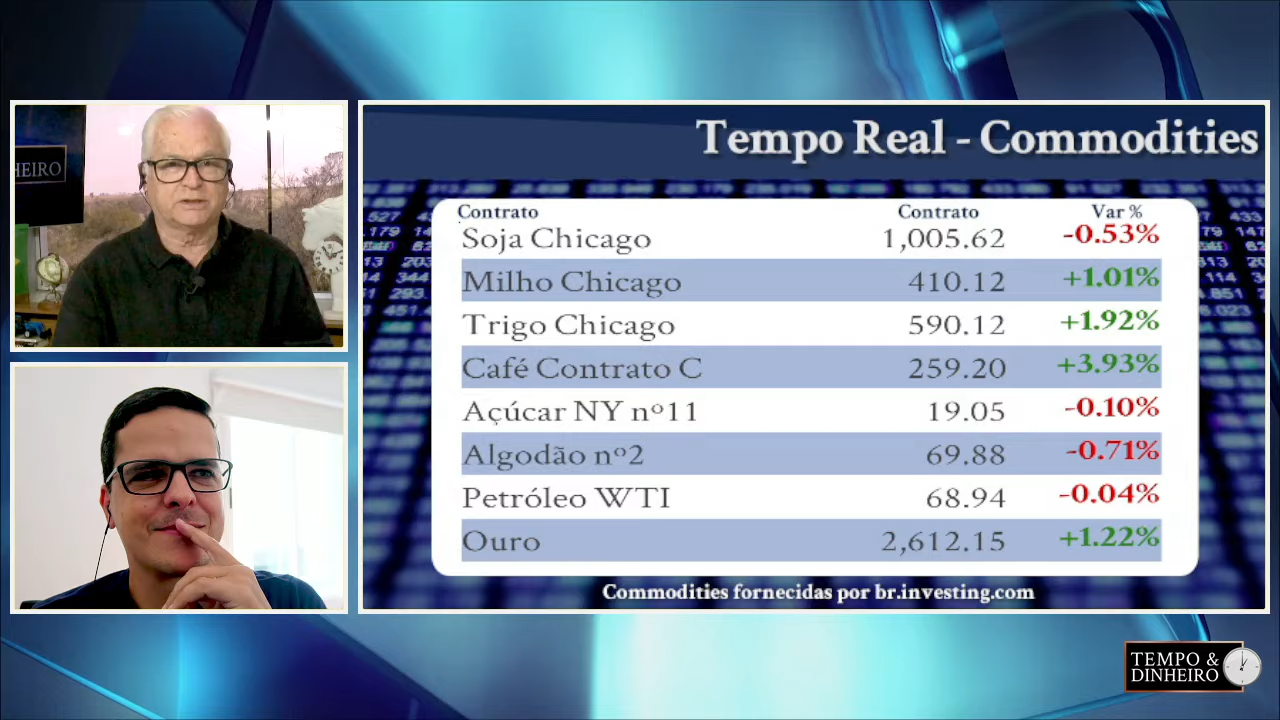 HEIRO
Tempo Real - Commodities
Contrato Contrato Var %
Soja Chicago 1,005.62 -0.53%
Milho Chicago 410.12 +1.01%
Trigo Chicago 590.12 +1.92%
Café Contrato C 259.20 +3.93%
Açúcar NY nº11 19.05 -0.10%
Algodão nº2 69.88 -0.71%
Petróleo WTI 68.94 -0.04%
Ouro 2,612.15 +1.22%
Commodities fornecidas por br.investing.com
TEMPO &
DINHEIRO